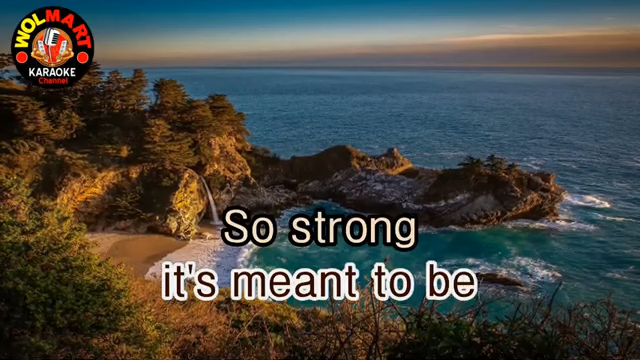 WOLMART
KARAOKE
Channel
So strong
it's meant to be